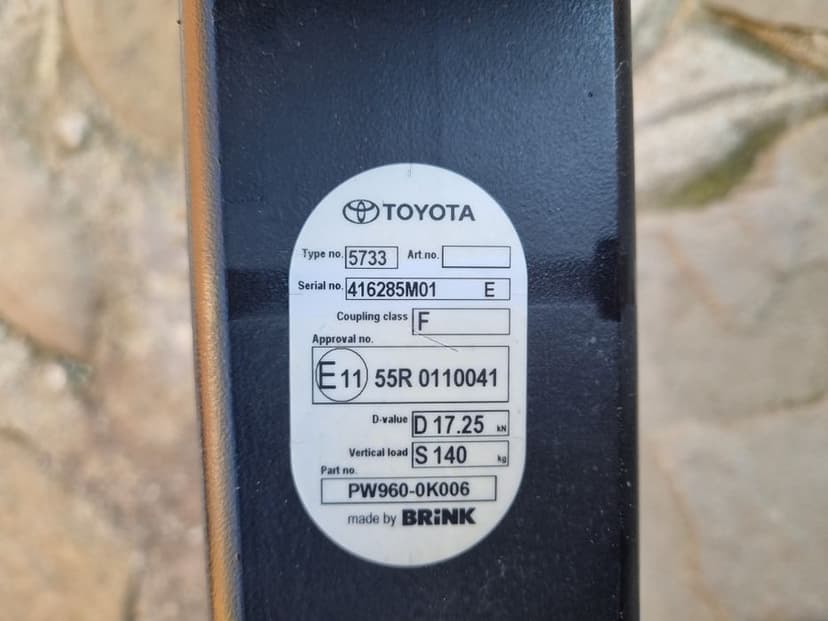 TOYOTA
Type no. 5733 Art.no.
Serial no. 416285M01 E
Coupling class F
Approval no.
E 11 55R 0110041
D-value D 17.25 kN
Vertical load S 140 kg
Part no.
PW960-0K006
made by BRiNK